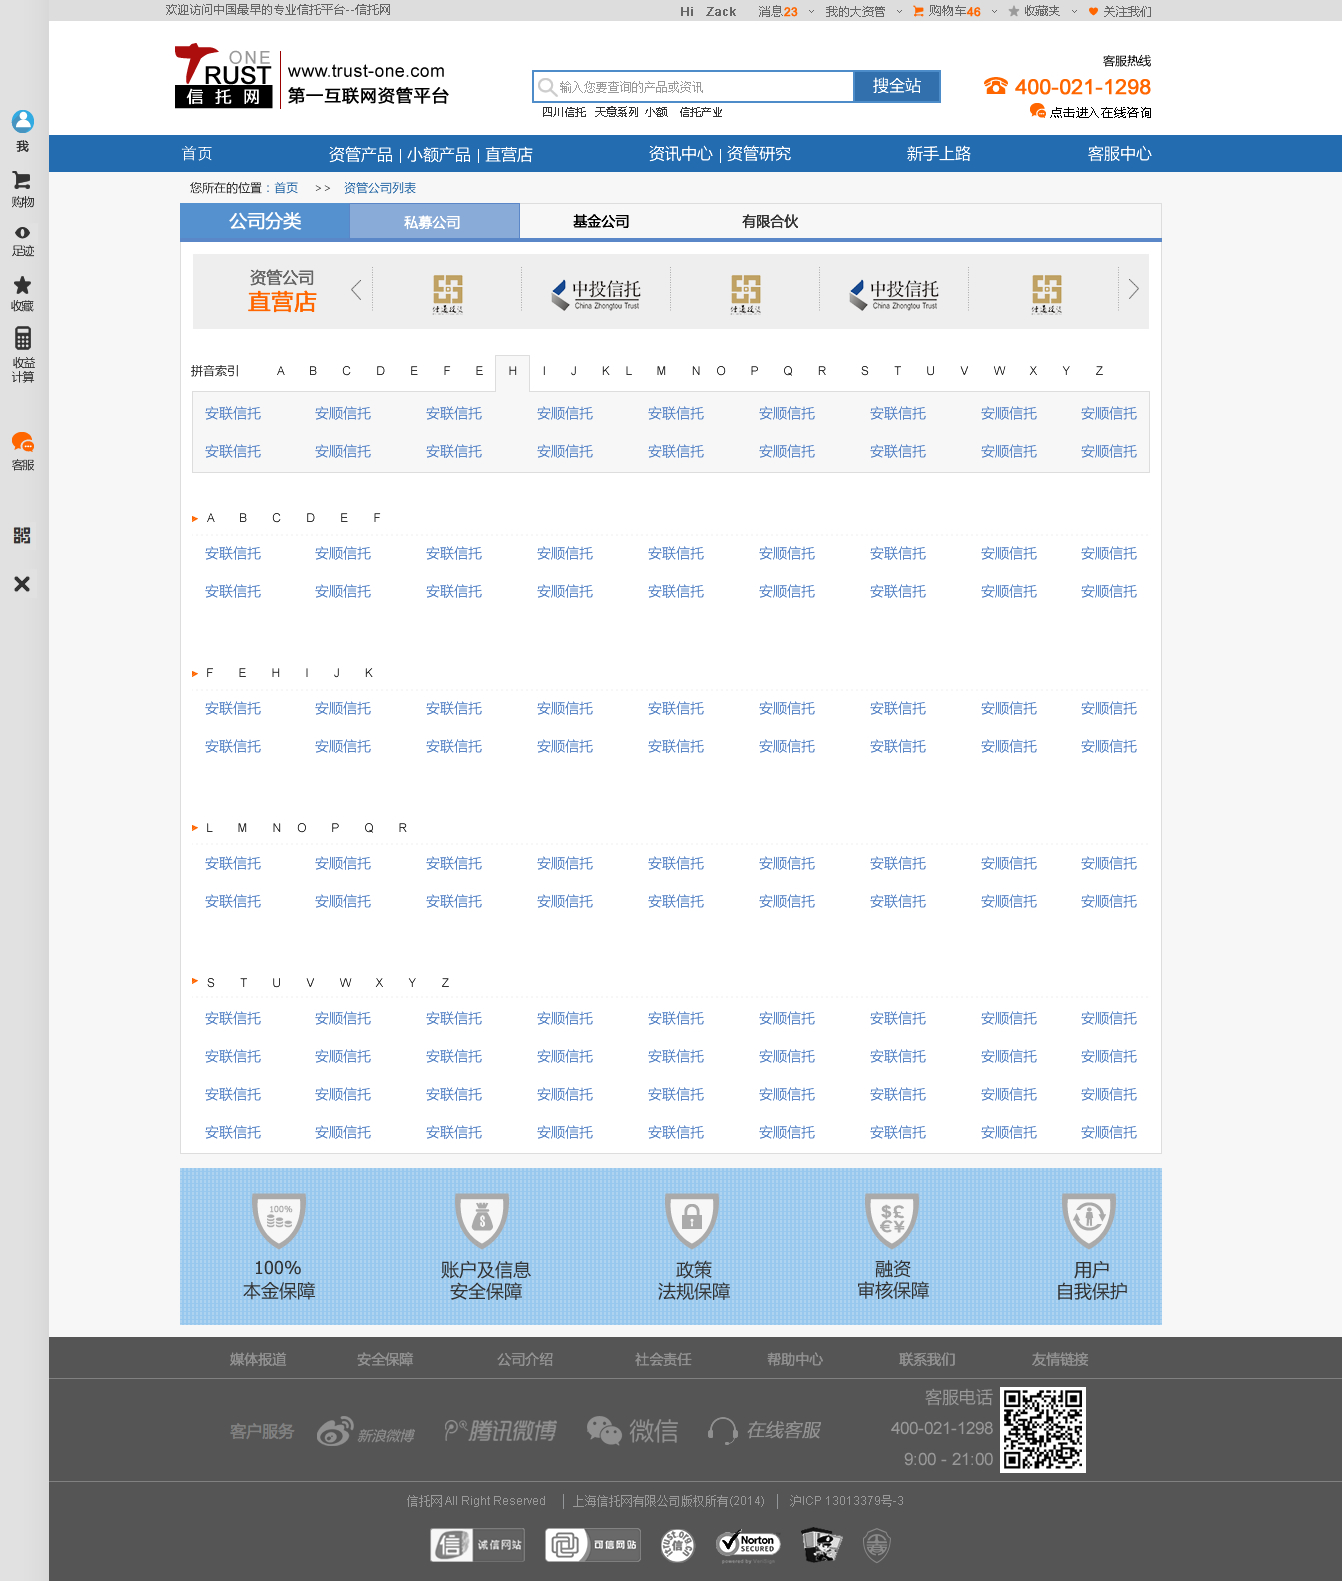 欢迎访问中国最早的专业信托平台--信托网
Hi Zack 消息23 我的大资管 购物车46 收藏夹 关注我们
TRUST ONE
信托网
www.trust-one.com
第一互联网资管平台
输入您要查询的产品或资讯 搜全站
四川信托 天意系列 小额 信托产业
客服热线
400-021-1298
点击进入在线咨询
我
购物
足迹
收藏
收益
计算
客服
首页 资管产品 | 小额产品 | 直营店 资讯中心 | 资管研究 新手上路 客服中心
您所在的位置：首页 >> 资管公司列表
公司分类 私募公司 基金公司 有限合伙
资管公司
直营店
中投信托
China Zhongtou Trust
中投信托
China Zhongtou Trust
拼音索引 A B C D E F E H I J K L M N O P Q R S T U V W X Y Z
安联信托 安顺信托 安联信托 安顺信托 安联信托 安顺信托 安联信托 安顺信托 安顺信托
安联信托 安顺信托 安联信托 安顺信托 安联信托 安顺信托 安联信托 安顺信托 安顺信托
A B C D E F
安联信托 安顺信托 安联信托 安顺信托 安联信托 安顺信托 安联信托 安顺信托 安顺信托
安联信托 安顺信托 安联信托 安顺信托 安联信托 安顺信托 安联信托 安顺信托 安顺信托
F E H I J K
安联信托 安顺信托 安联信托 安顺信托 安联信托 安顺信托 安联信托 安顺信托 安顺信托
安联信托 安顺信托 安联信托 安顺信托 安联信托 安顺信托 安联信托 安顺信托 安顺信托
L M N O P Q R
安联信托 安顺信托 安联信托 安顺信托 安联信托 安顺信托 安联信托 安顺信托 安顺信托
安联信托 安顺信托 安联信托 安顺信托 安联信托 安顺信托 安联信托 安顺信托 安顺信托
S T U V W X Y Z
安联信托 安顺信托 安联信托 安顺信托 安联信托 安顺信托 安联信托 安顺信托 安顺信托
安联信托 安顺信托 安联信托 安顺信托 安联信托 安顺信托 安联信托 安顺信托 安顺信托
安联信托 安顺信托 安联信托 安顺信托 安联信托 安顺信托 安联信托 安顺信托 安顺信托
安联信托 安顺信托 安联信托 安顺信托 安联信托 安顺信托 安联信托 安顺信托 安顺信托
100%
$ $£
€¥
100% 账户及信息 政策 融资 用户
本金保障 安全保障 法规保障 审核保障 自我保护
媒体报道 安全保障 公司介绍 社会责任 帮助中心 联系我们 友情链接
客户服务 新浪微博 腾讯微博 微信 在线客服
客服电话
400-021-1298
9:00 - 21:00
信托网 All Right Reserved | 上海信托网有限公司版权所有(2014) | 沪ICP 13013379号-3
信 诚信网站 可信网站 信 Norton
SECURED